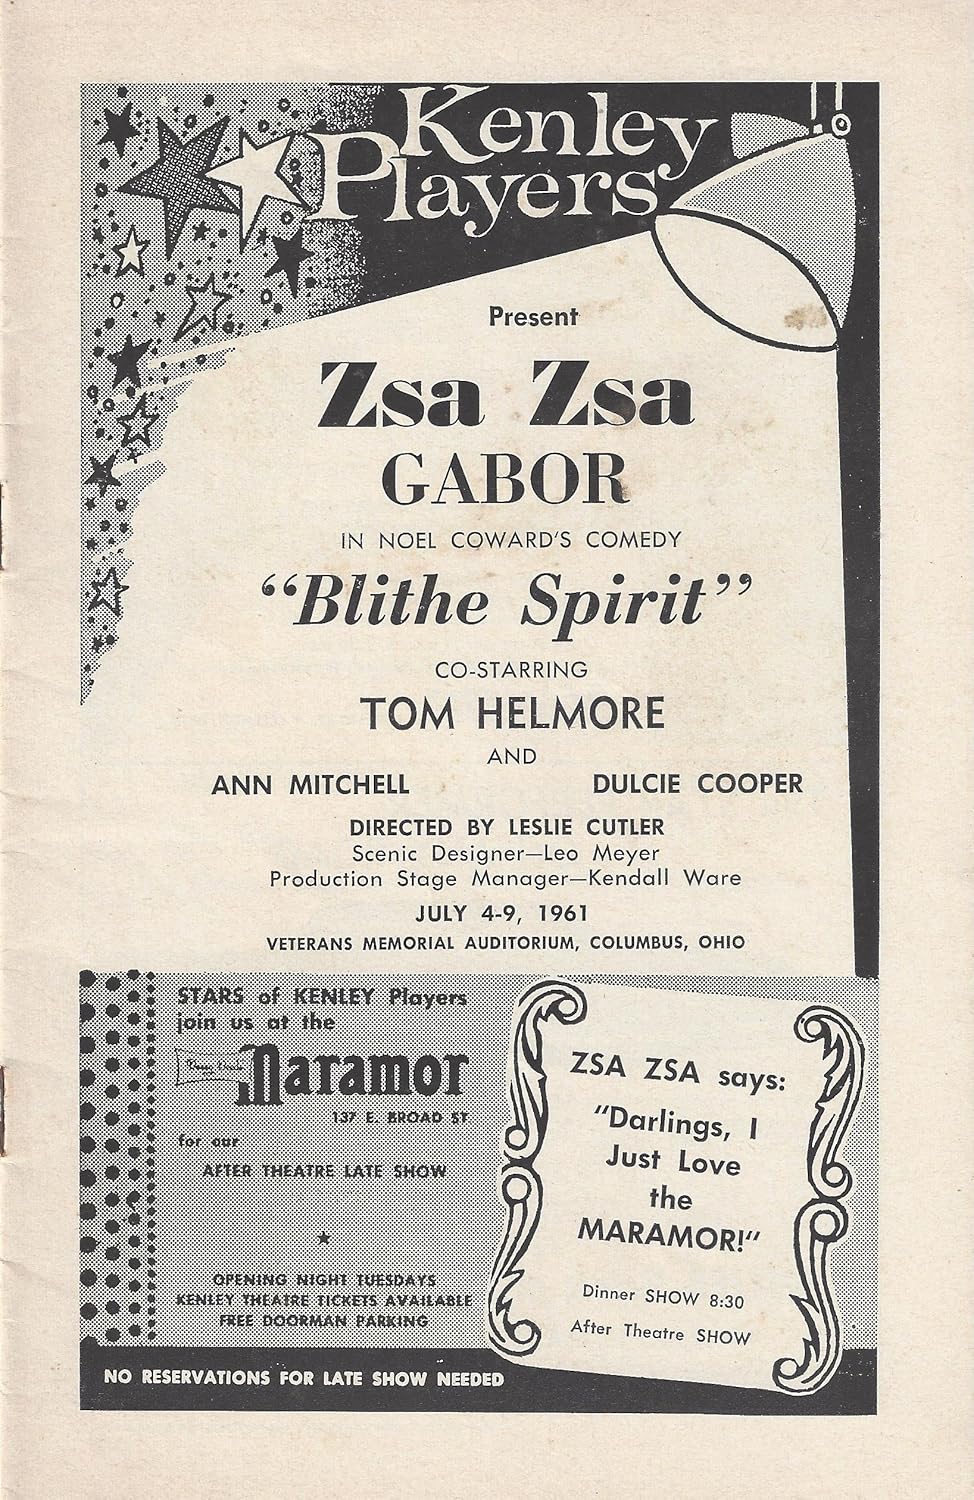 Kenley
Players
Present
Zsa Zsa
GABOR
IN NOEL COWARD'S COMEDY
"Blithe Spirit"
CO-STARRING
TOM HELMORE
AND
ANN MITCHELL DULCIE COOPER
DIRECTED BY LESLIE CUTLER
Scenic Designer—Leo Meyer
Production Stage Manager—Kendall Ware
JULY 4-9, 1961
VETERANS MEMORIAL AUDITORIUM, COLUMBUS, OHIO
STARS of KENLEY Players
join us at the
Maramor
137 E. BROAD ST
for our
AFTER THEATRE LATE SHOW
OPENING NIGHT TUESDAYS
KENLEY THEATRE TICKETS AVAILABLE
FREE DOORMAN PARKING
NO RESERVATIONS FOR LATE SHOW NEEDED
ZSA ZSA says:
"Darlings, I
Just Love
the
MARAMOR!"
Dinner SHOW 8:30
After Theatre SHOW